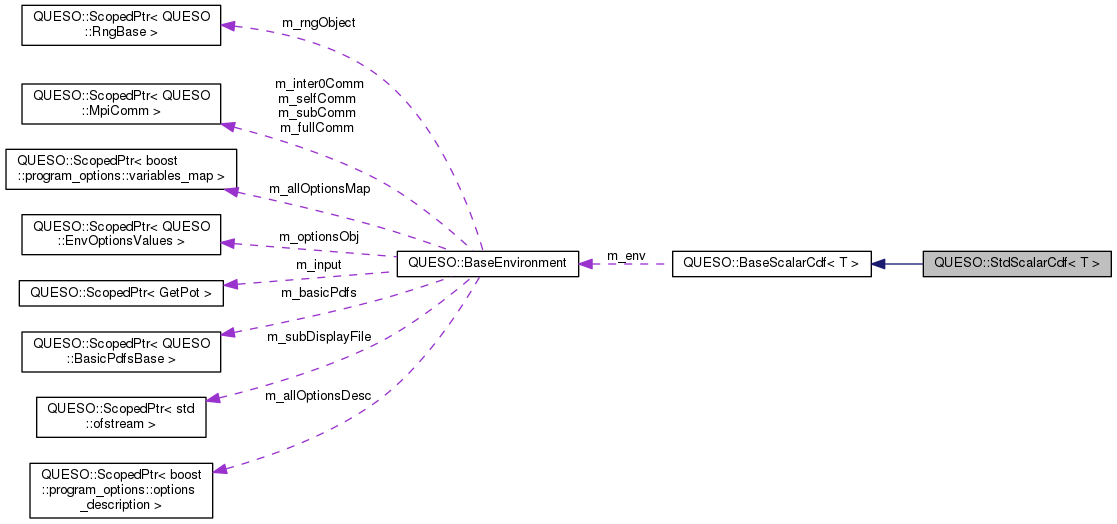 QUESO::ScopedPtr< QUESO
::RngBase >
m_rngObject
QUESO::ScopedPtr< QUESO
::MpiComm >
m_inter0Comm
m_selfComm
m_subComm
m_fullComm
QUESO::ScopedPtr< boost
::program_options::variables_map >
m_allOptionsMap
QUESO::ScopedPtr< QUESO
::EnvOptionsValues >
m_optionsObj
QUESO::ScopedPtr< GetPot >
m_input
QUESO::ScopedPtr< QUESO
::BasicPdfsBase >
m_basicPdfs
QUESO::ScopedPtr< std
::ofstream >
m_subDisplayFile
QUESO::ScopedPtr< boost
::program_options::options
_description >
m_allOptionsDesc
QUESO::BaseEnvironment
m_env
QUESO::BaseScalarCdf< T >
QUESO::StdScalarCdf< T >